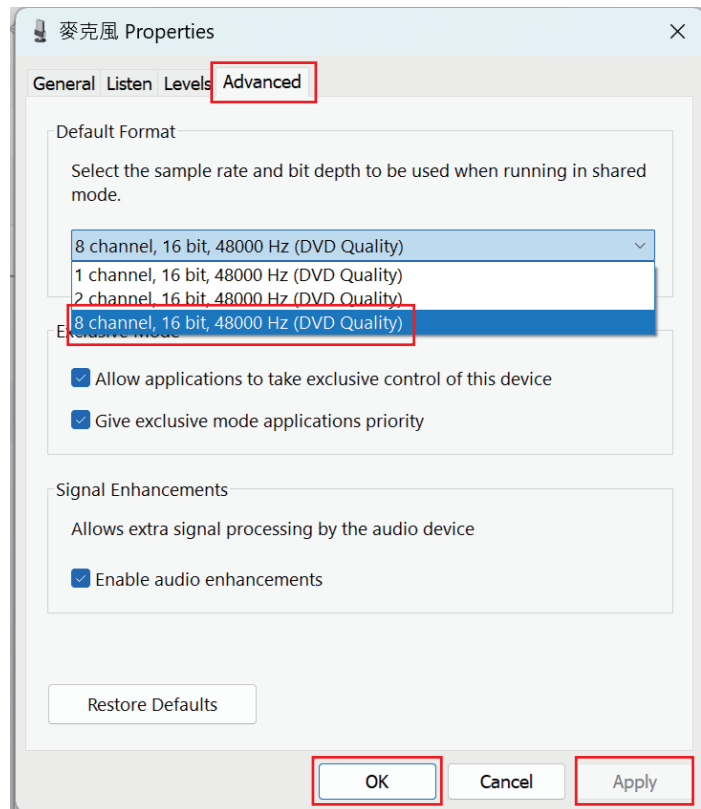 麥克風 Properties
General Listen Levels Advanced
Default Format
Select the sample rate and bit depth to be used when running in shared
mode.
8 channel, 16 bit, 48000 Hz (DVD Quality)
1 channel, 16 bit, 48000 Hz (DVD Quality)
2 channel, 16 bit, 48000 Hz (DVD Quality)
8 channel, 16 bit, 48000 Hz (DVD Quality)
Exclusive Mode
Allow applications to take exclusive control of this device
Give exclusive mode applications priority
Signal Enhancements
Allows extra signal processing by the audio device
Enable audio enhancements
Restore Defaults
OK Cancel Apply